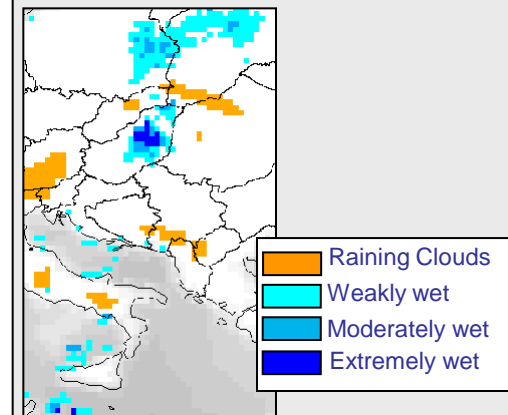 Raining Clouds
Weakly wet
Moderately wet
Extremely wet